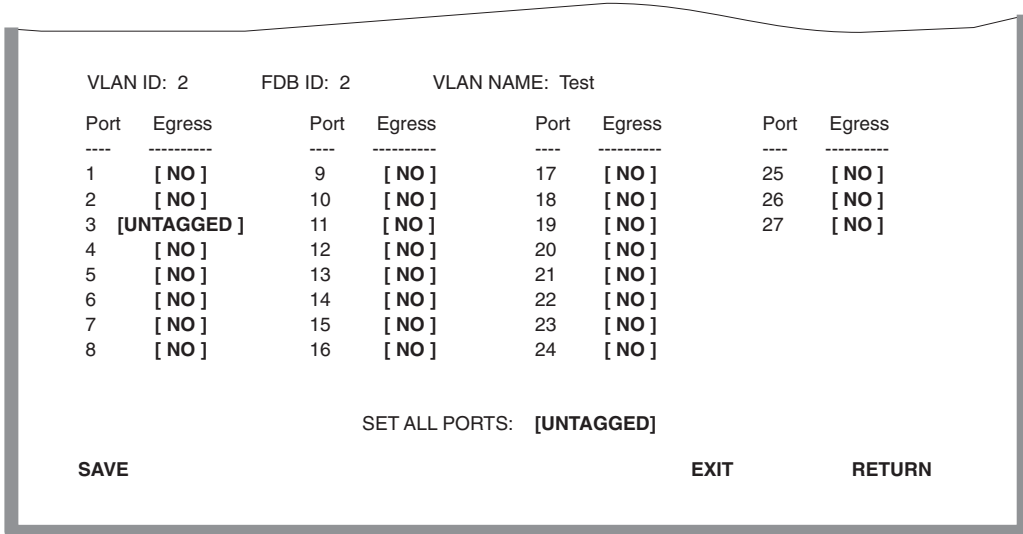 VLAN ID: 2 FDB ID: 2 VLAN NAME: Test
Port Egress Port Egress Port Egress Port Egress
---- ---------- ---- ---------- ---- ---------- ---- ----------
1 [ NO ] 9 [ NO ] 17 [ NO ] 25 [ NO ]
2 [ NO ] 10 [ NO ] 18 [ NO ] 26 [ NO ]
3 [UNTAGGED ] 11 [ NO ] 19 [ NO ] 27 [ NO ]
4 [ NO ] 12 [ NO ] 20 [ NO ]
5 [ NO ] 13 [ NO ] 21 [ NO ]
6 [ NO ] 14 [ NO ] 22 [ NO ]
7 [ NO ] 15 [ NO ] 23 [ NO ]
8 [ NO ] 16 [ NO ] 24 [ NO ]
SET ALL PORTS: [UNTAGGED]
SAVE EXIT RETURN